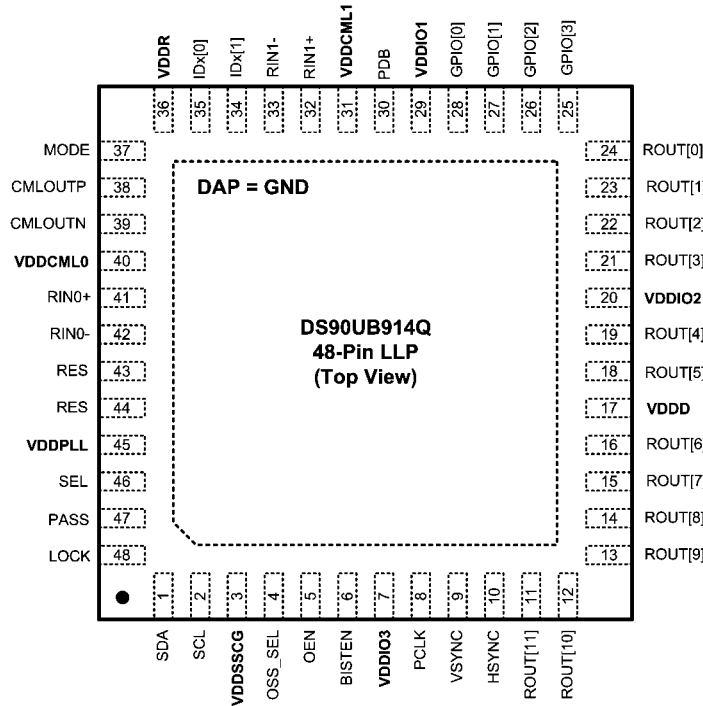 VDDR
IDx[0]
IDx[1]
RIN1-
RIN1+
VDDCML1
PDB
VDDIO1
GPIO[0]
GPIO[1]
GPIO[2]
GPIO[3]
36
35
34
33
32
31
30
29
28
27
26
25
MODE 37
24 ROUT[0]
CMLOUTP 38
DAP = GND
23 ROUT[1]
CMLOUTN 39
22 ROUT[2]
VDDCML0 40
21 ROUT[3]
RIN0+ 41
20 VDDIO2
RIN0- 42
19 ROUT[4]
DS90UB914Q
48-Pin LLP
(Top View)
RES 43
18 ROUT[5]
RES 44
17 VDDD
VDDPLL 45
16 ROUT[6]
SEL 46
15 ROUT[7]
PASS 47
14 ROUT[8]
LOCK 48
13 ROUT[9]
1
2
3
4
5
6
7
8
9
10
11
12
SDA
SCL
VDDSSCG
OSS_SEL
OEN
BISTEN
VDDIO3
PCLK
VSYNC
HSYNC
ROUT[11]
ROUT[10]